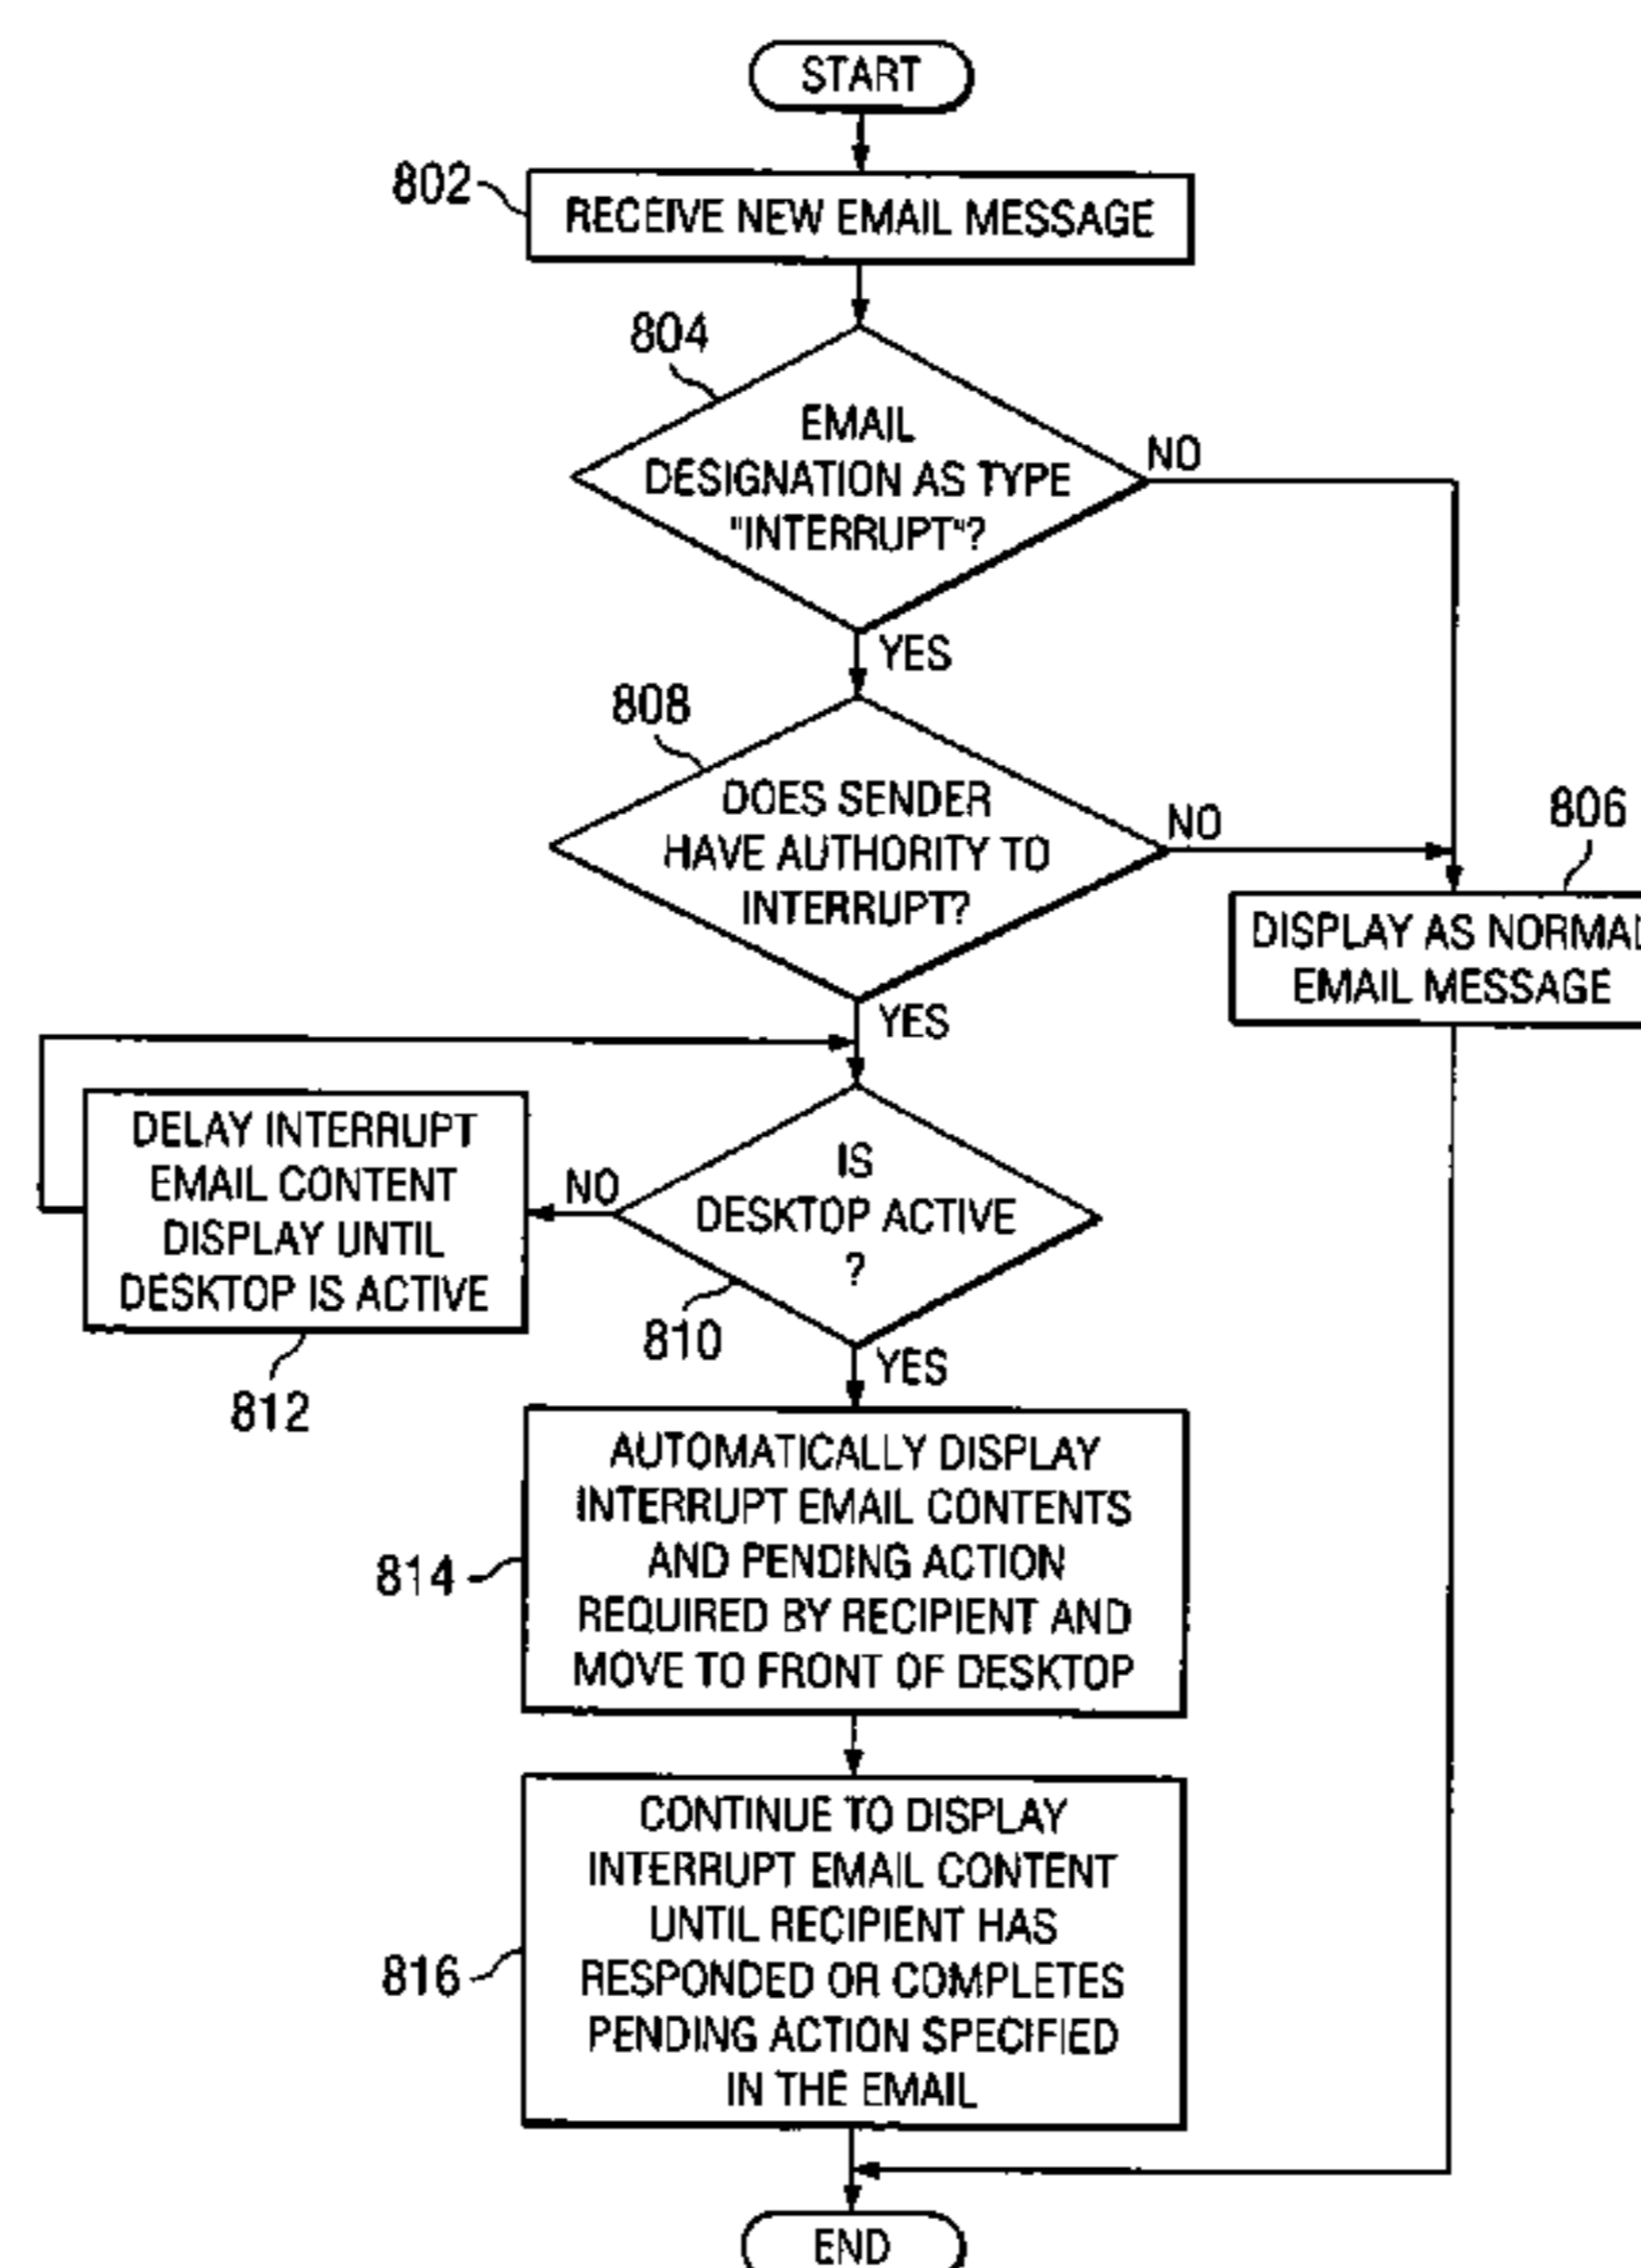 START
802
RECEIVE NEW EMAIL MESSAGE
804
EMAIL
DESIGNATION AS TYPE
"INTERRUPT"?
NO
YES
808
DOES SENDER
HAVE AUTHORITY TO
INTERRUPT?
NO
806
DISPLAY AS NORMAL
EMAIL MESSAGE
YES
DELAY INTERRUPT
EMAIL CONTENT
DISPLAY UNTIL
DESKTOP IS ACTIVE
812
NO
IS
DESKTOP ACTIVE
?
810
YES
814
AUTOMATICALLY DISPLAY
INTERRUPT EMAIL CONTENTS
AND PENDING ACTION
REQUIRED BY RECIPIENT AND
MOVE TO FRONT OF DESKTOP
816
CONTINUE TO DISPLAY
INTERRUPT EMAIL CONTENT
UNTIL RECIPIENT HAS
RESPONDED OR COMPLETES
PENDING ACTION SPECIFIED
IN THE EMAIL
END